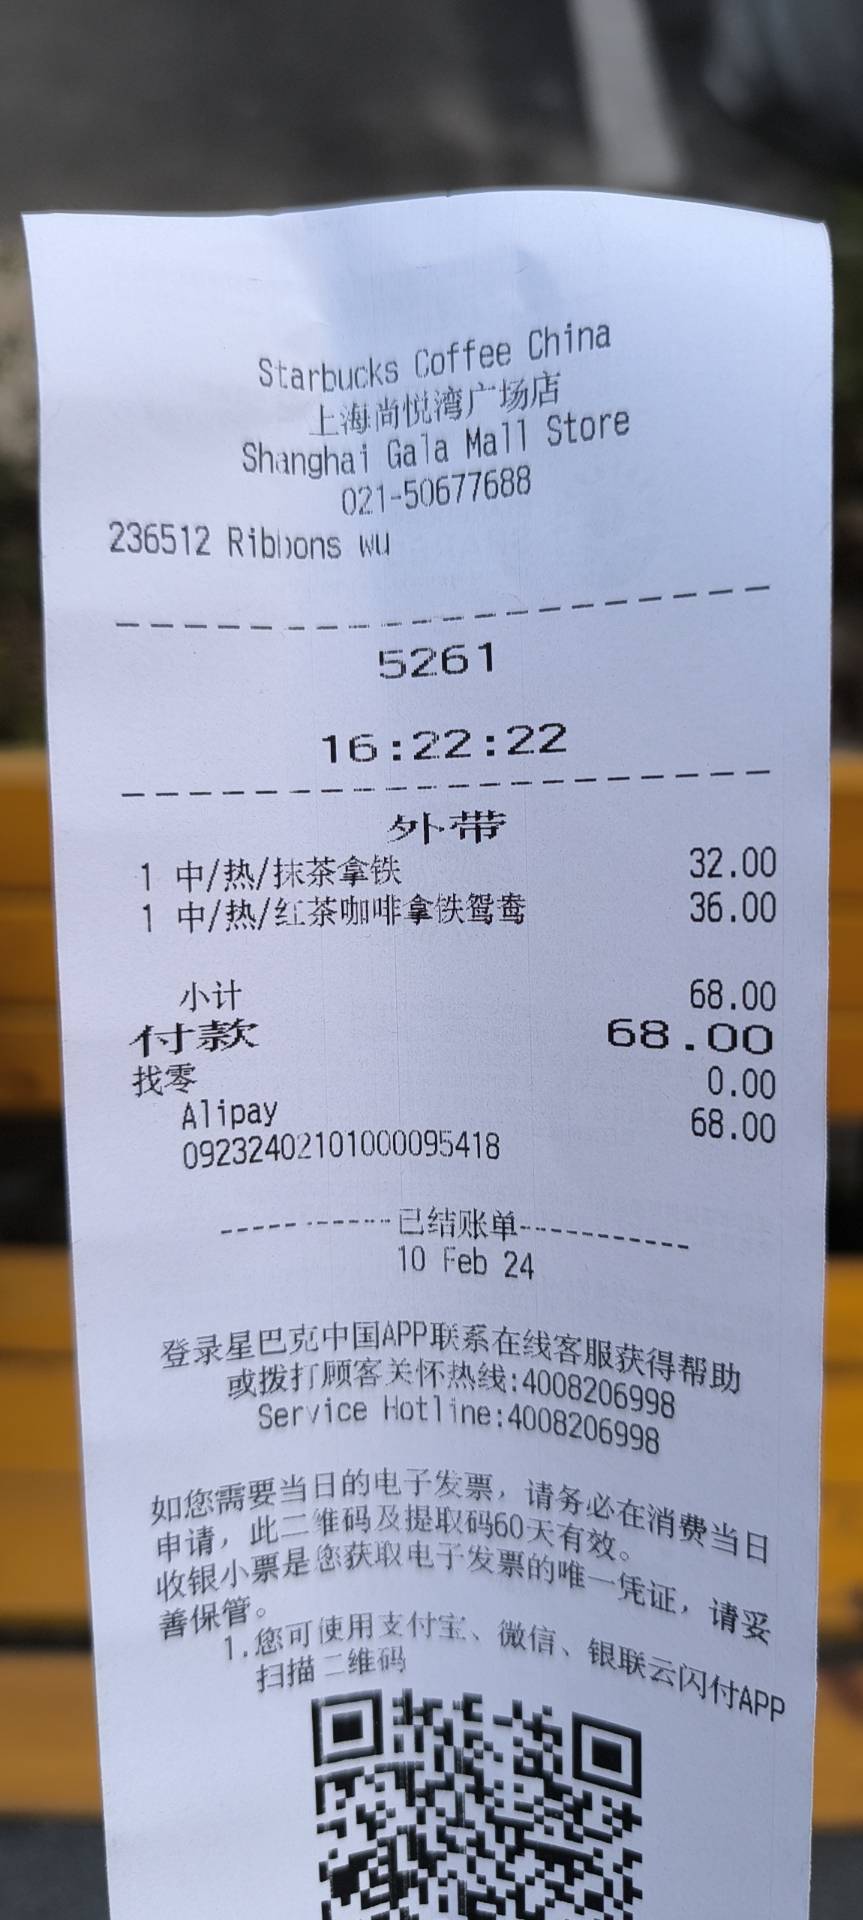 Starbucks Coffee China
上海尚悦湾广场店
Shanghai Gala Mall Store
021-50677688
236512 Ribbons wu
5261
16:22:22
外带
1 中/热/抹茶拿铁 32.00
1 中/热/红茶咖啡拿铁鸳鸯 36.00
小计 68.00
付款 68.00
找零 0.00
Alipay 68.00
09232402101000095418
------------已结账单------------
10 Feb 24
登录星巴克中国APP联系在线客服获得帮助
或拨打顾客关怀热线:4008206998
Service Hotline:4008206998
如您需要当日的电子发票，请务必在消费当日
申请，此二维码及提取码60天有效。
收银小票是您获取电子发票的唯一凭证，请妥
善保管。
1.您可使用支付宝、微信、银联云闪付APP
扫描二维码